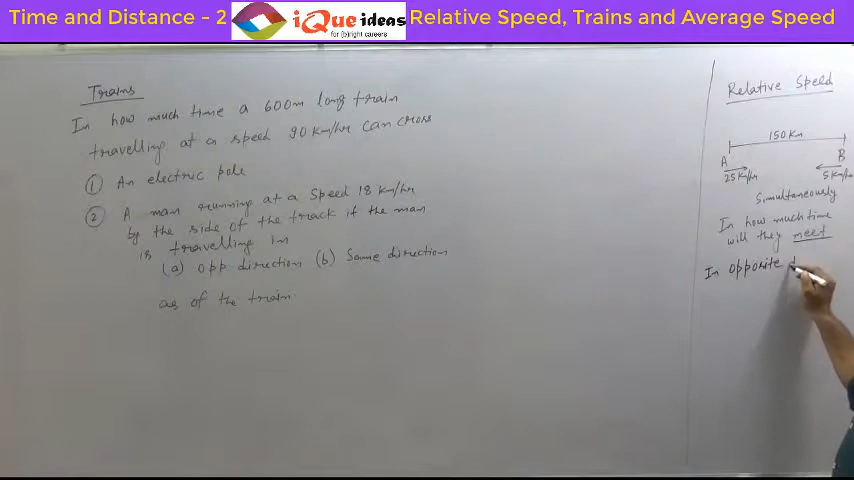 Time and Distance - 2
iQue ideas
for (b)right careers
Relative Speed, Trains and Average Speed
Trains
In how much time a 600m long train
travelling at a speed 90 km/hr can cross
① An electric pole
② A man running at a speed 18 km/hr
by the side of the track if the man
is travelling in
(a) opp direction (b) Same direction
as of the train
Relative Speed
150 Km
A B
25 Km/hr 5 Km/hr
Simultaneously
In how much time
will they meet
In opposite